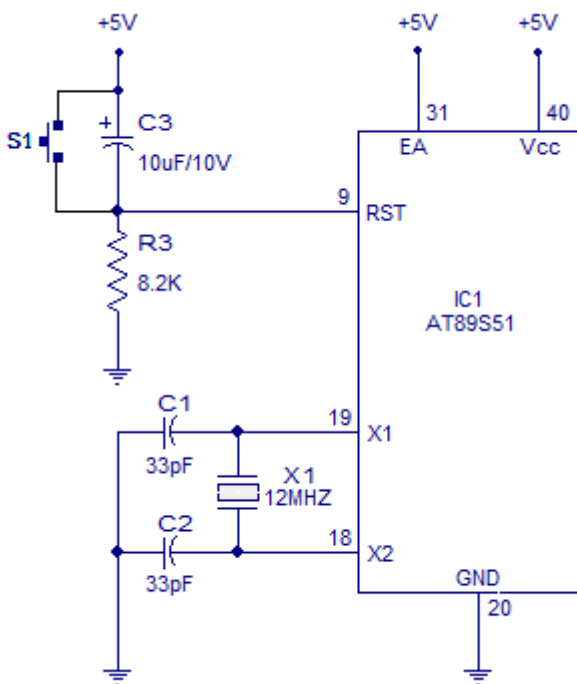 +5V
+5V
+5V
S1
+
C3
10uF/10V
31
40
EA
Vcc
9
RST
R3
8.2K
IC1
AT89S51
C1
33pF
19
X1
X1
12MHZ
C2
33pF
18
X2
GND
20